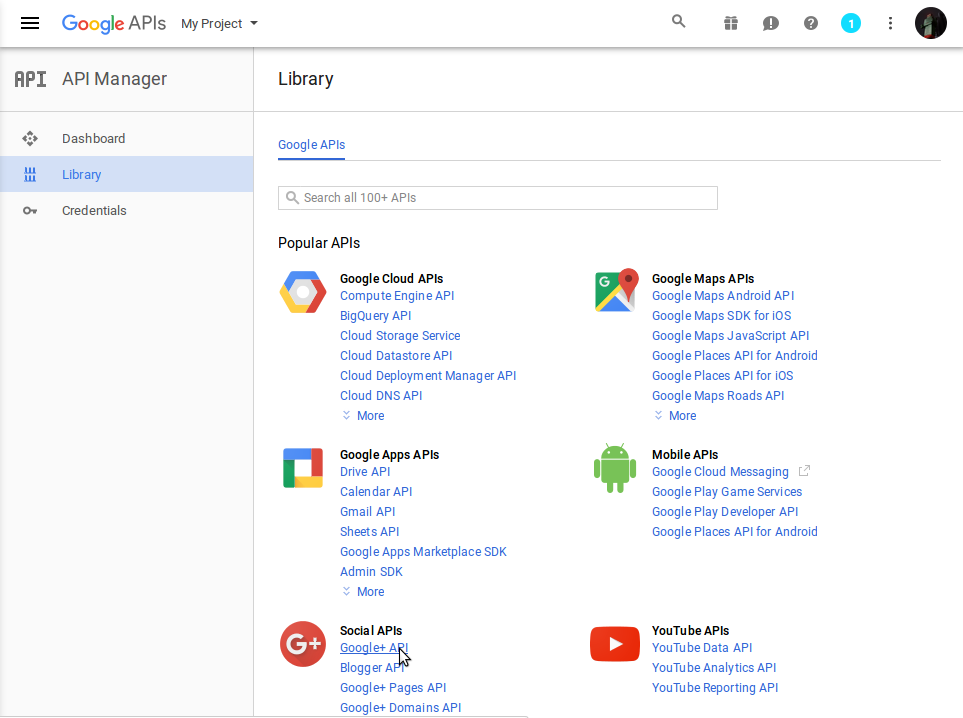 Google APIs My Project 1
API API Manager
Library
Dashboard
Library
Credentials
Google APIs
Search all 100+ APIs
Popular APIs
Google Cloud APIs
Compute Engine API
BigQuery API
Cloud Storage Service
Cloud Datastore API
Cloud Deployment Manager API
Cloud DNS API
More
Google Maps APIs
Google Maps Android API
Google Maps SDK for iOS
Google Maps JavaScript API
Google Places API for Android
Google Places API for iOS
Google Maps Roads API
More
Google Apps APIs
Drive API
Calendar API
Gmail API
Sheets API
Google Apps Marketplace SDK
Admin SDK
More
Mobile APIs
Google Cloud Messaging
Google Play Game Services
Google Play Developer API
Google Places API for Android
G+
Social APIs
Google+ API
Blogger API
Google+ Pages API
Google+ Domains API
YouTube APIs
YouTube Data API
YouTube Analytics API
YouTube Reporting API